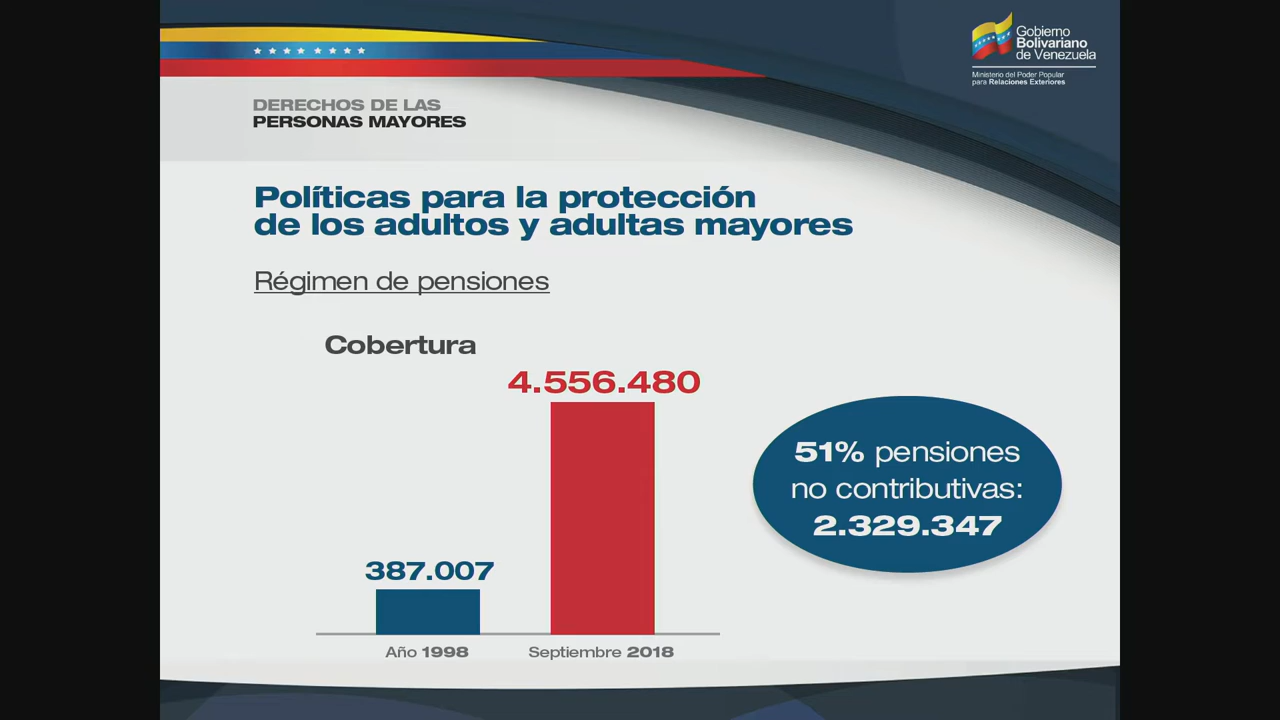 Gobierno
Bolivariano
de Venezuela
Ministerio del Poder Popular
para Relaciones Exteriores
DERECHOS DE LAS
PERSONAS MAYORES
Políticas para la protección
de los adultos y adultas mayores
Régimen de pensiones
Cobertura
4.556.480
387.007
Año 1998
Septiembre 2018
51% pensiones
no contributivas:
2.329.347